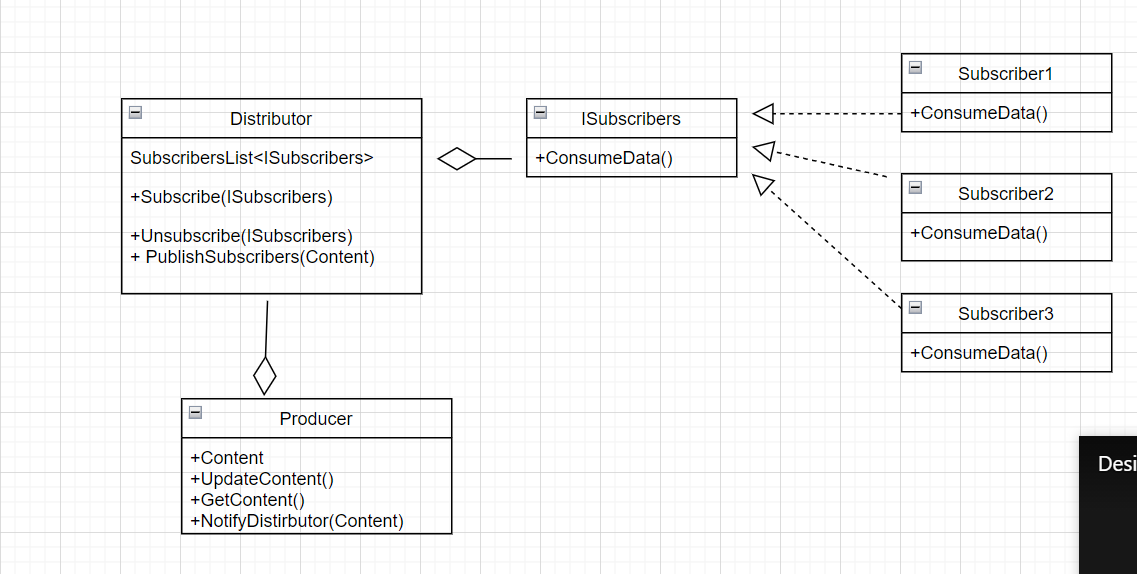 Distributor
SubscribersList<ISubscribers>
+Subscribe(ISubscribers)
+Unsubscribe(ISubscribers)
+ PublishSubscribers(Content)
ISubscribers
+ConsumeData()
Subscriber1
+ConsumeData()
Subscriber2
+ConsumeData()
Subscriber3
+ConsumeData()
Producer
+Content
+UpdateContent()
+GetContent()
+NotifyDistirbutor(Content)
Desi